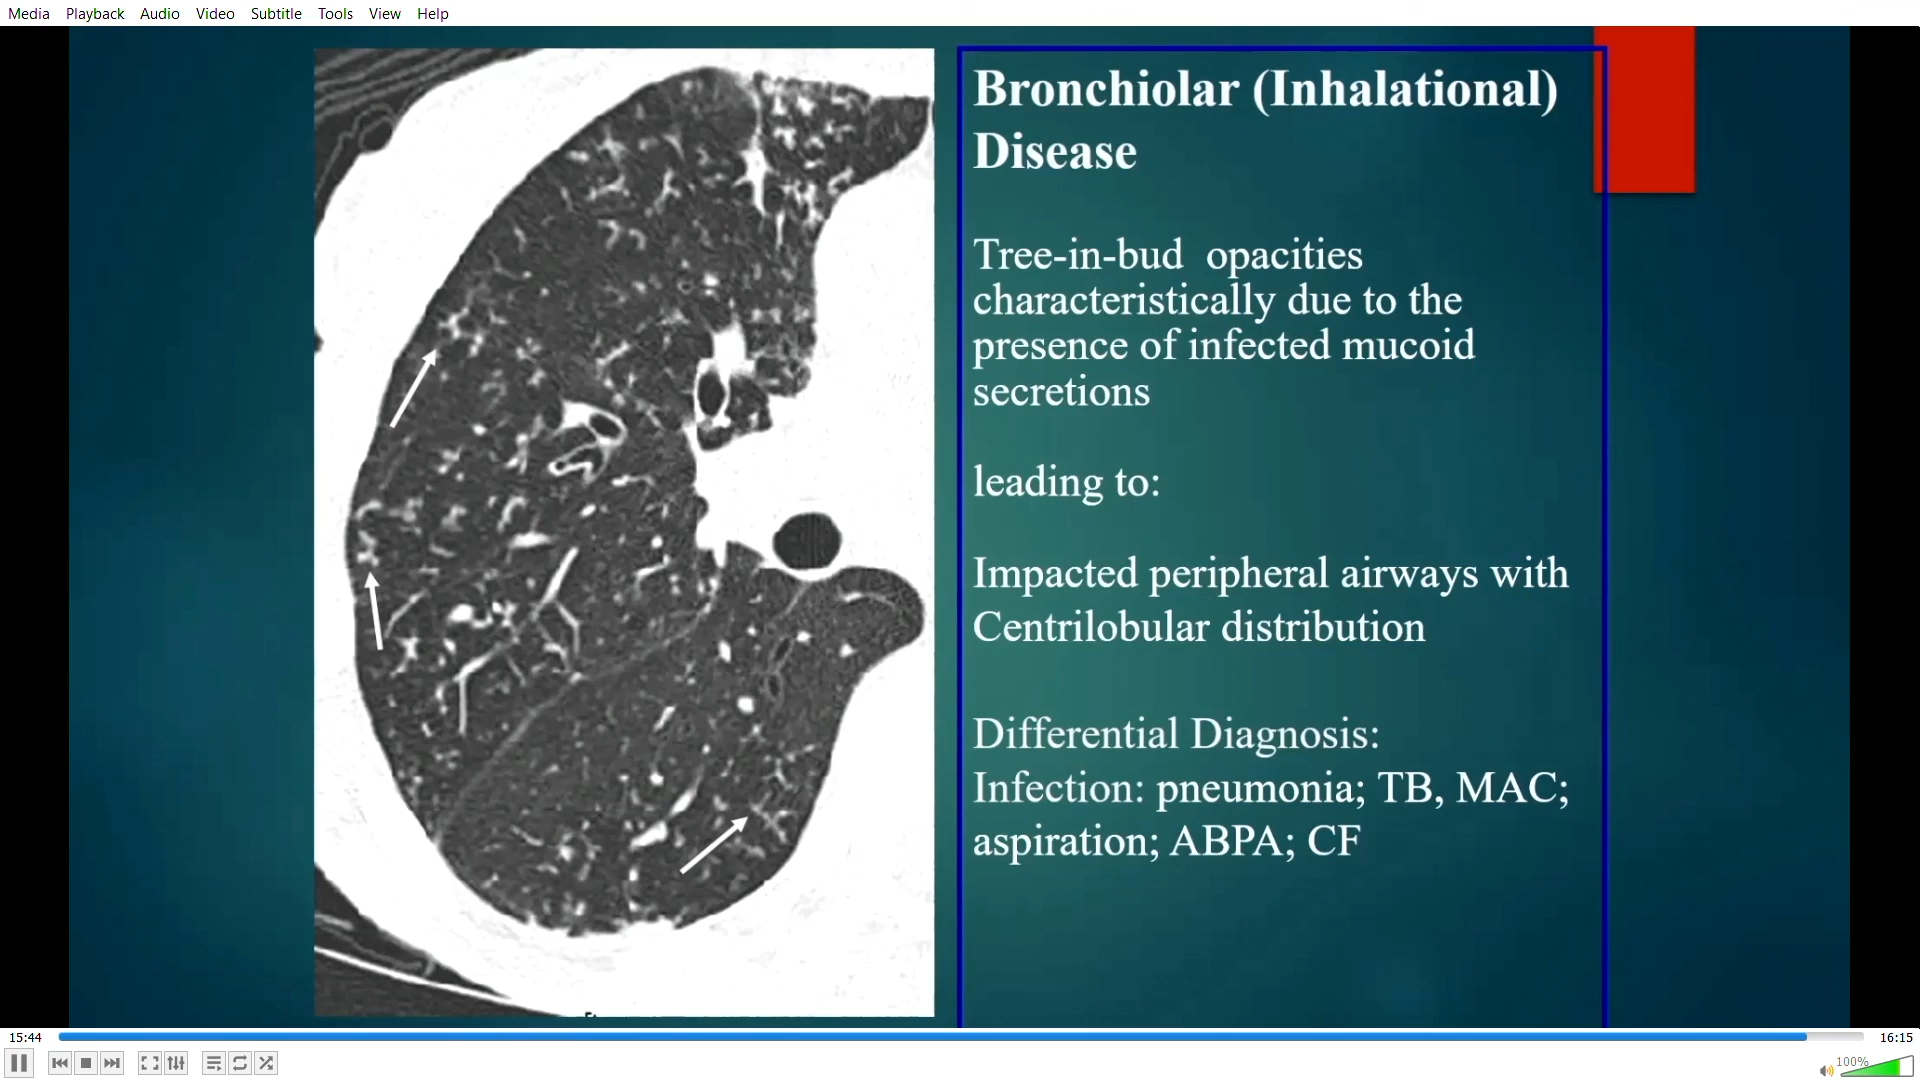 Media Playback Audio Video Subtitle Tools View Help
Bronchiolar (Inhalational)
Disease
Tree-in-bud opacities
characteristically due to the
presence of infected mucoid
secretions
leading to:
Impacted peripheral airways with
Centrilobular distribution
Differential Diagnosis:
Infection: pneumonia; TB, MAC;
aspiration; ABPA; CF
15:44 16:15
100%